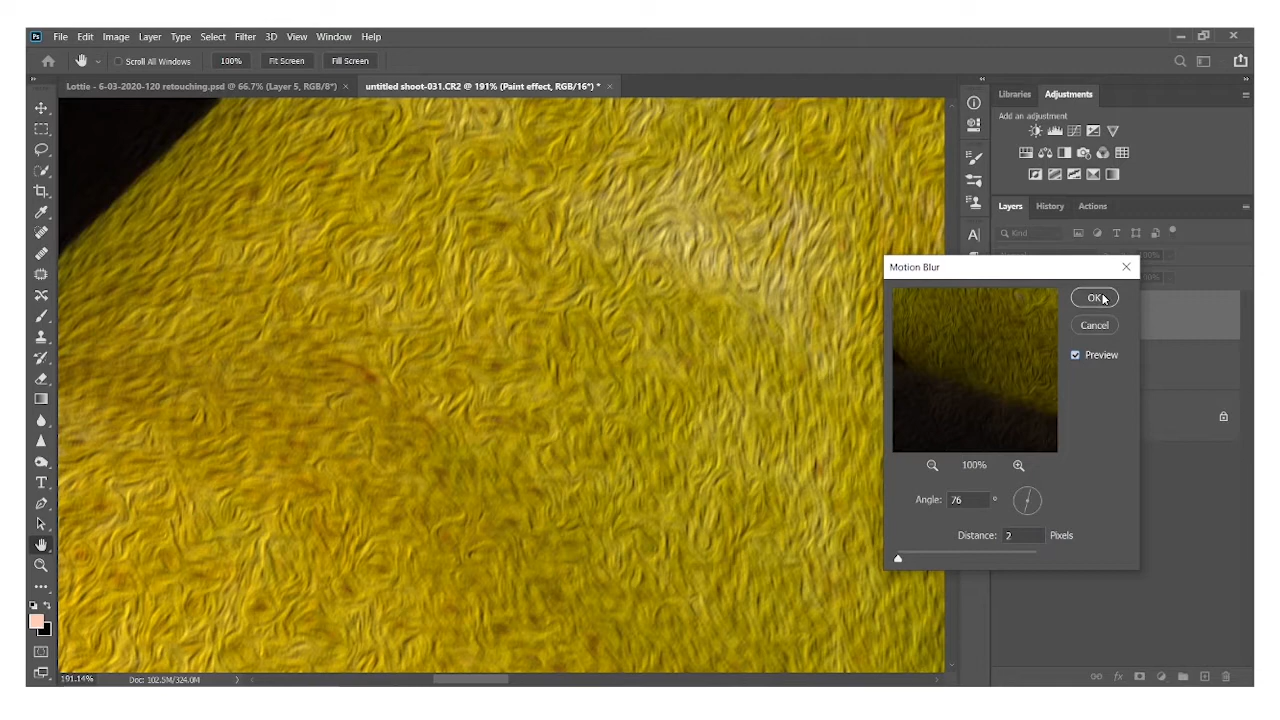 Ps File Edit Image Layer Type Select Filter 3D View Window Help
Scroll All Windows 100% Fit Screen Fill Screen
Lottie - 6-03-2020-120 retouching.psd @ 66.7% (Layer 5, RGB/8*) × untitled shoot-031.CR2 @ 191% (Paint effect, RGB/16*) * ×
Libraries Adjustments
Add an adjustment
Layers History Actions
Kind
Motion Blur
OK
Cancel
Preview
100%
Angle: 76 °
Distance: 2 Pixels
191.14% Doc: 102.5M/324.0M